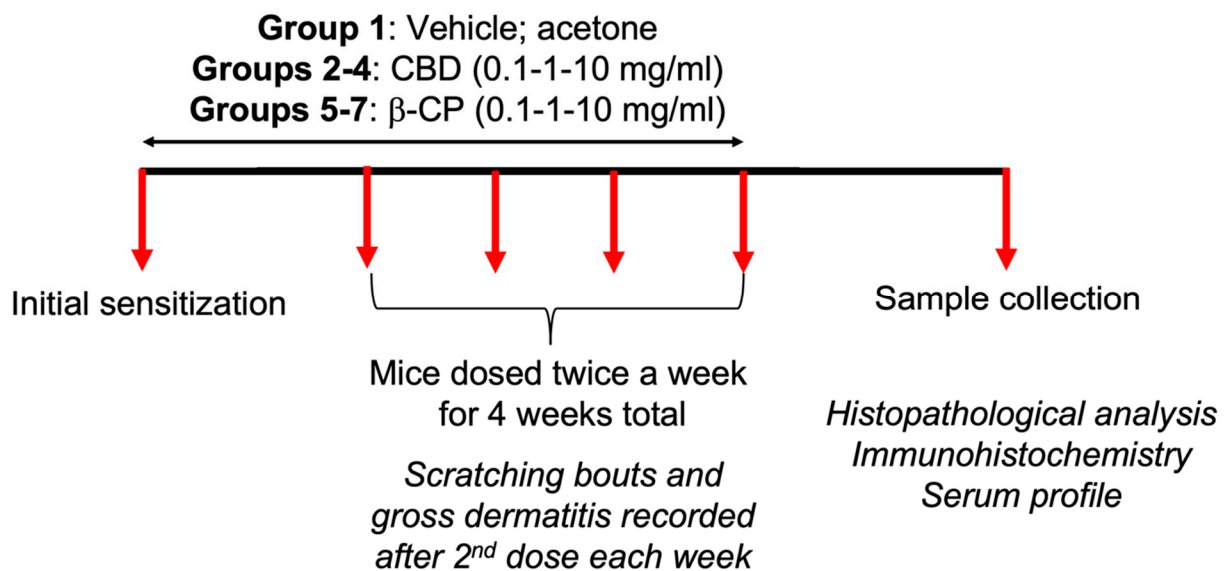 Group 1: Vehicle; acetone
Groups 2-4: CBD (0.1-1-10 mg/ml)
Groups 5-7: β-CP (0.1-1-10 mg/ml)
Initial sensitization
Mice dosed twice a week
for 4 weeks total
Scratching bouts and
gross dermatitis recorded
after 2nd dose each week
Sample collection
Histopathological analysis
Immunohistochemistry
Serum profile